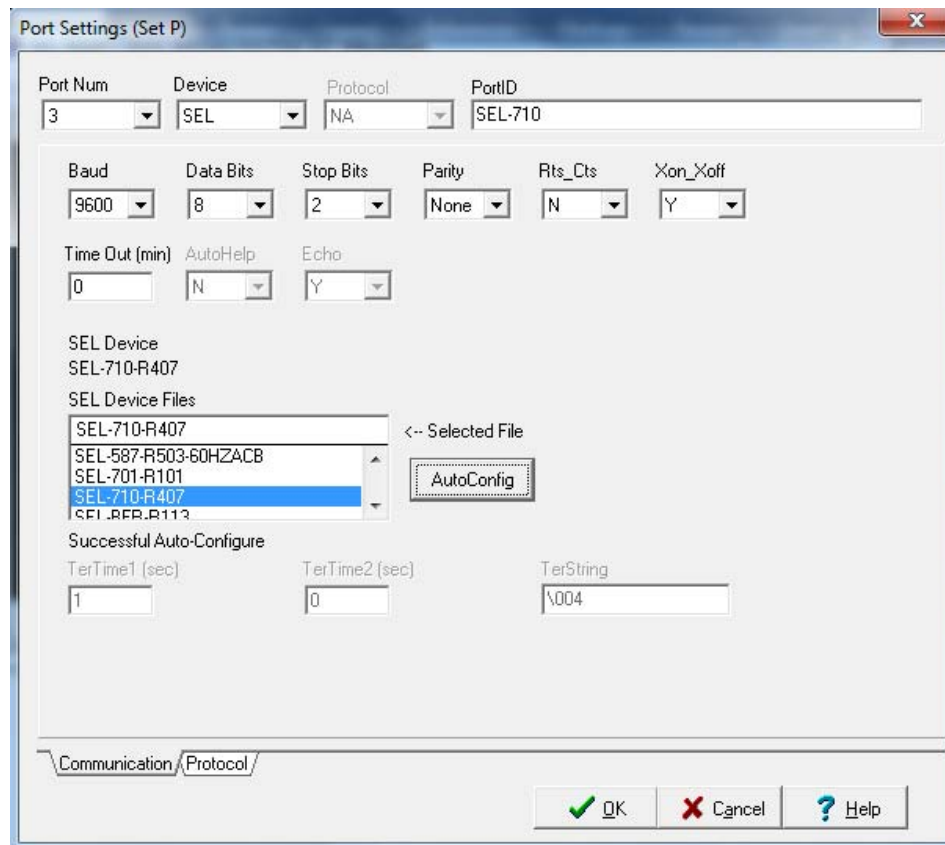 Port Settings (Set P)
Port Num Device Protocol PortID
3 SEL NA SEL-710
Baud Data Bits Stop Bits Parity Rts_Cts Xon_Xoff
9600 8 2 None N Y
Time Out (min) AutoHelp Echo
0 N Y
SEL Device
SEL-710-R407
SEL Device Files
SEL-710-R407 <-- Selected File
SEL-587-R503-60HZACB
SEL-701-R101
SEL-710-R407
AutoConfig
Successful Auto-Configure
TerTime1 (sec) TerTime2 (sec) TerString
1 0 \004
Communication Protocol
OK Cancel Help